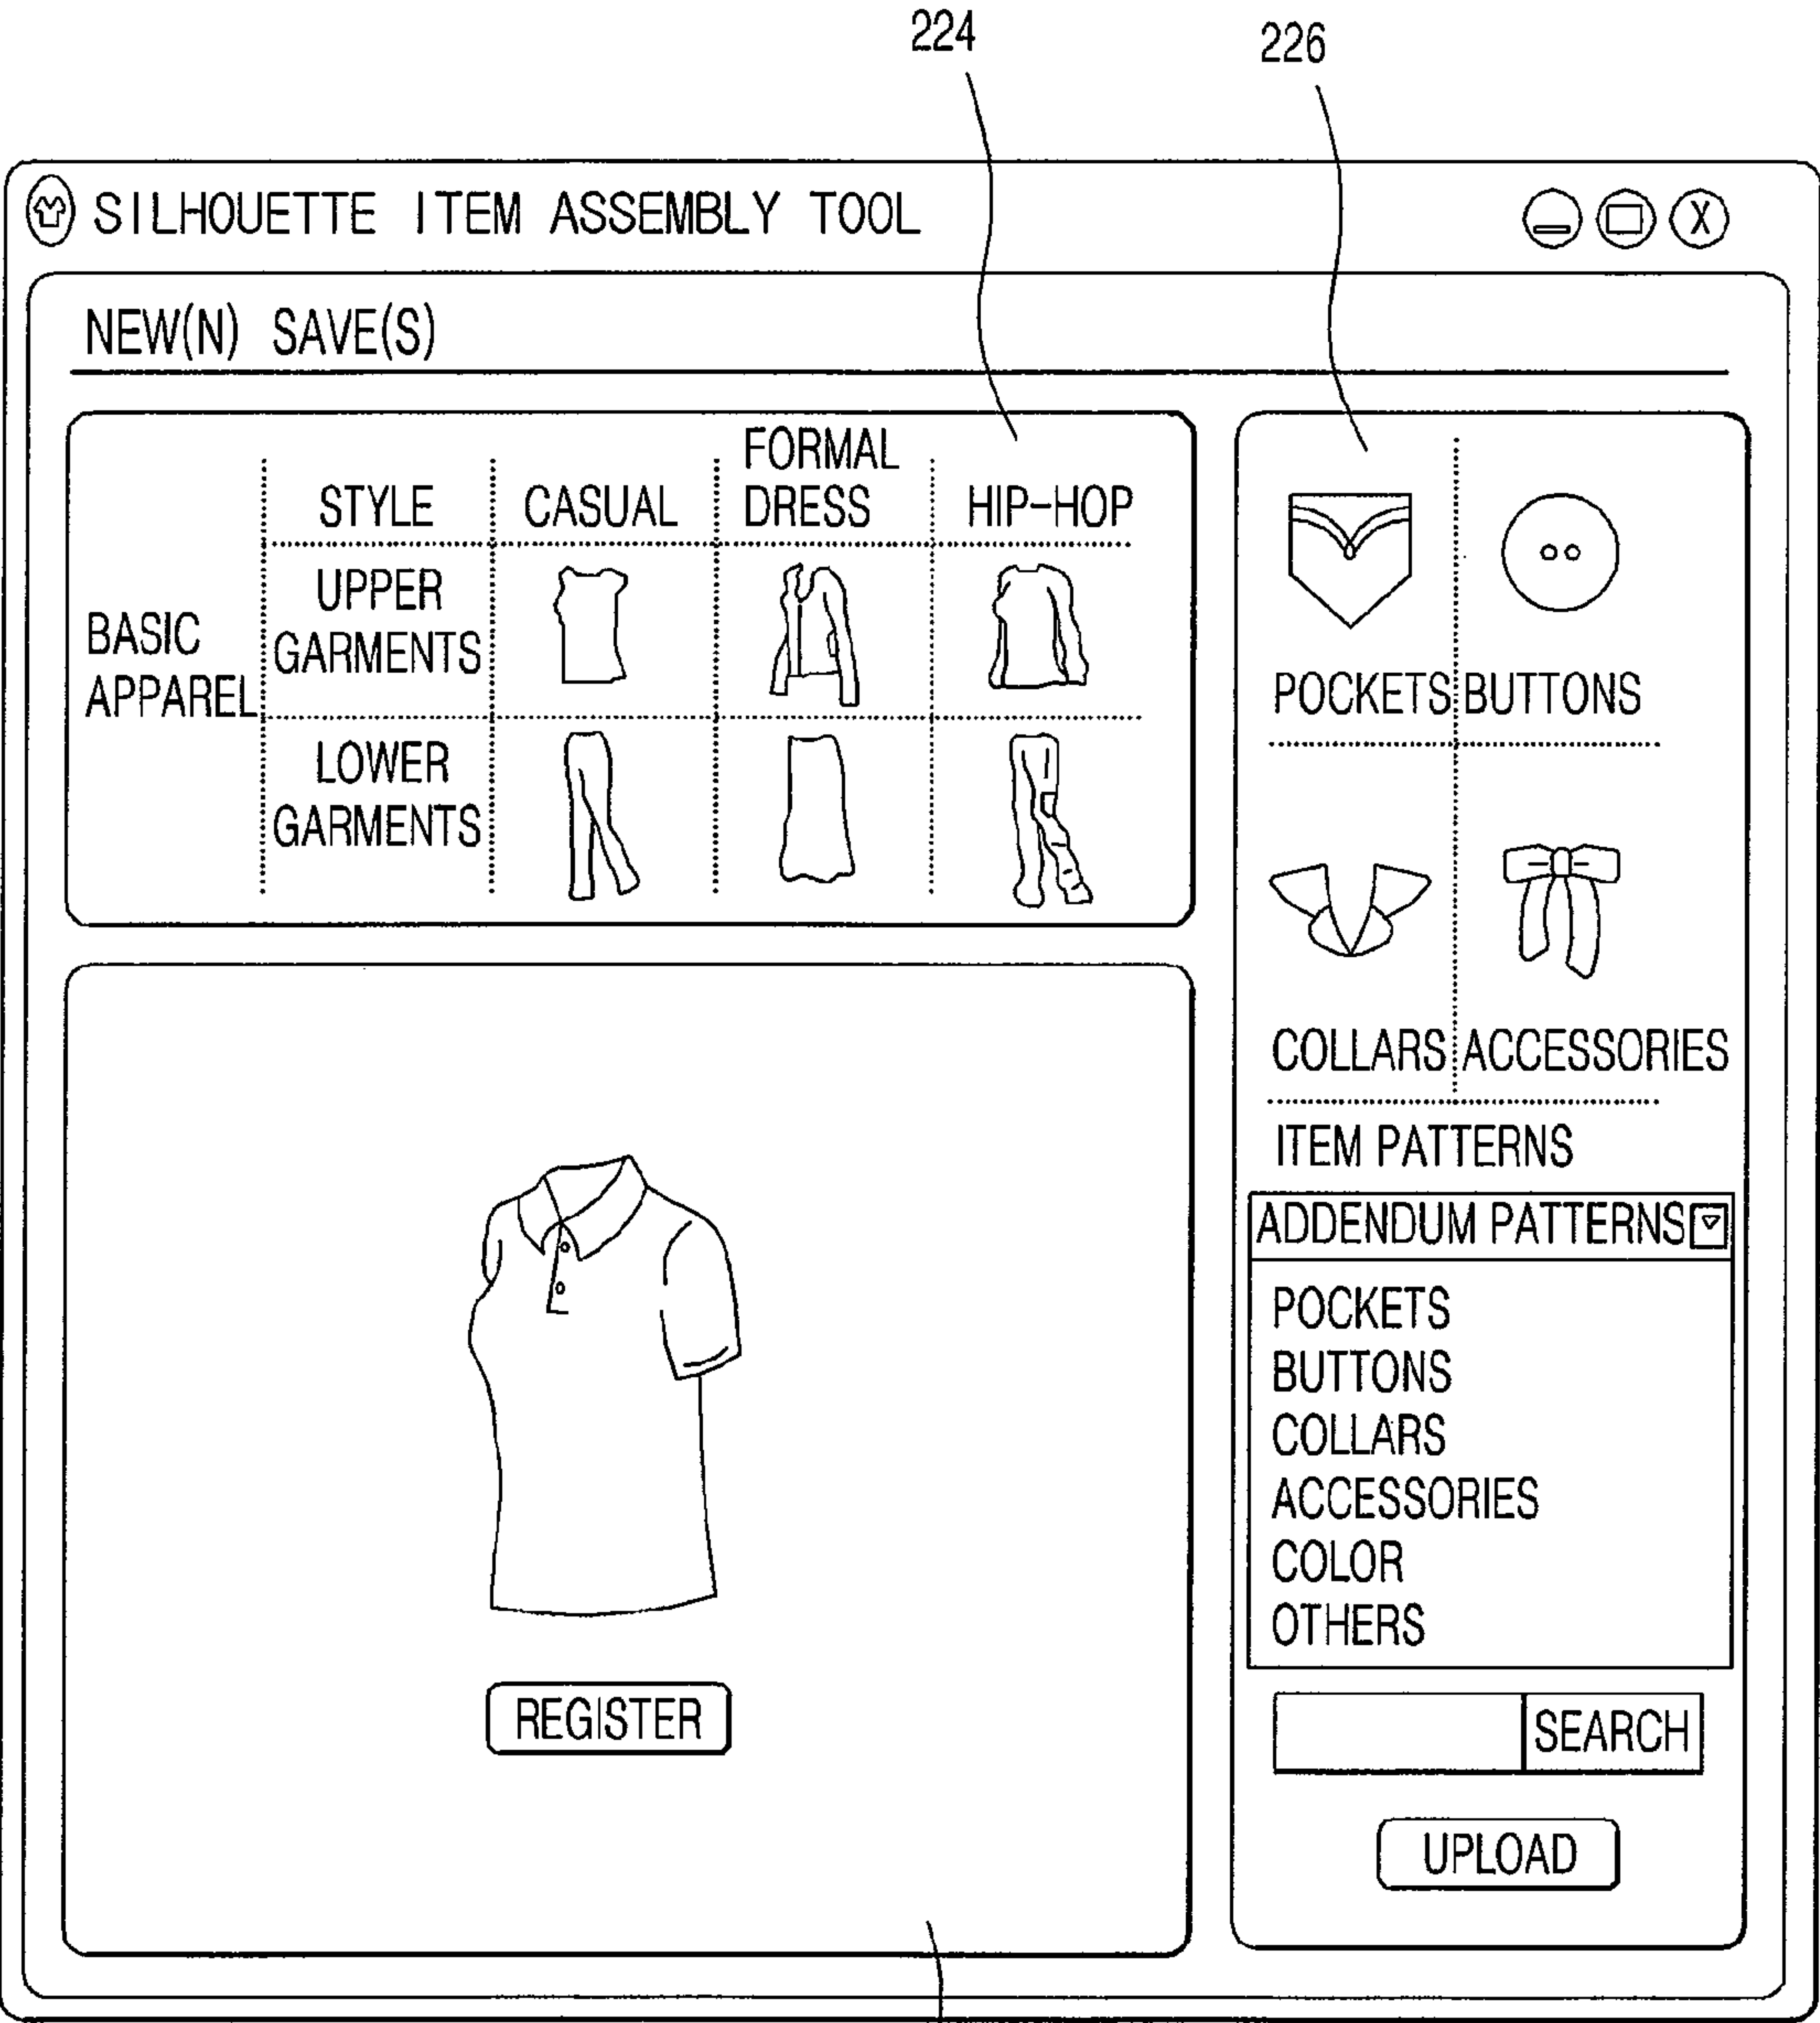 224
226
SILHOUETTE ITEM ASSEMBLY TOOL
X
NEW(N) SAVE(S)
BASIC
APPAREL
STYLE
CASUAL
FORMAL
DRESS
HIP-HOP
UPPER
GARMENTS
LOWER
GARMENTS
POCKETS
BUTTONS
COLLARS
ACCESSORIES
ITEM PATTERNS
ADDENDUM PATTERNS
POCKETS
BUTTONS
COLLARS
ACCESSORIES
COLOR
OTHERS
SEARCH
UPLOAD
REGISTER